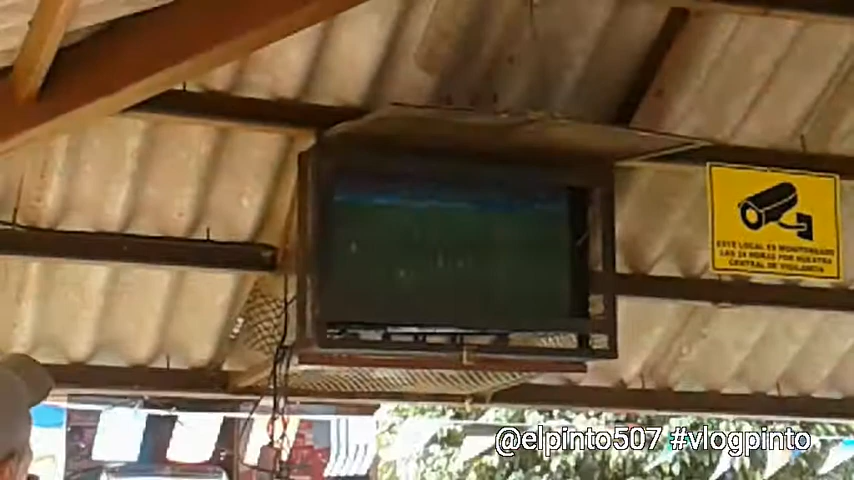 ESTE LOCAL ES MONITOREADO
LAS 24 HORAS POR NUESTRA
CENTRAL DE VIGILANCIA
@elpinto507 #vlogpinto